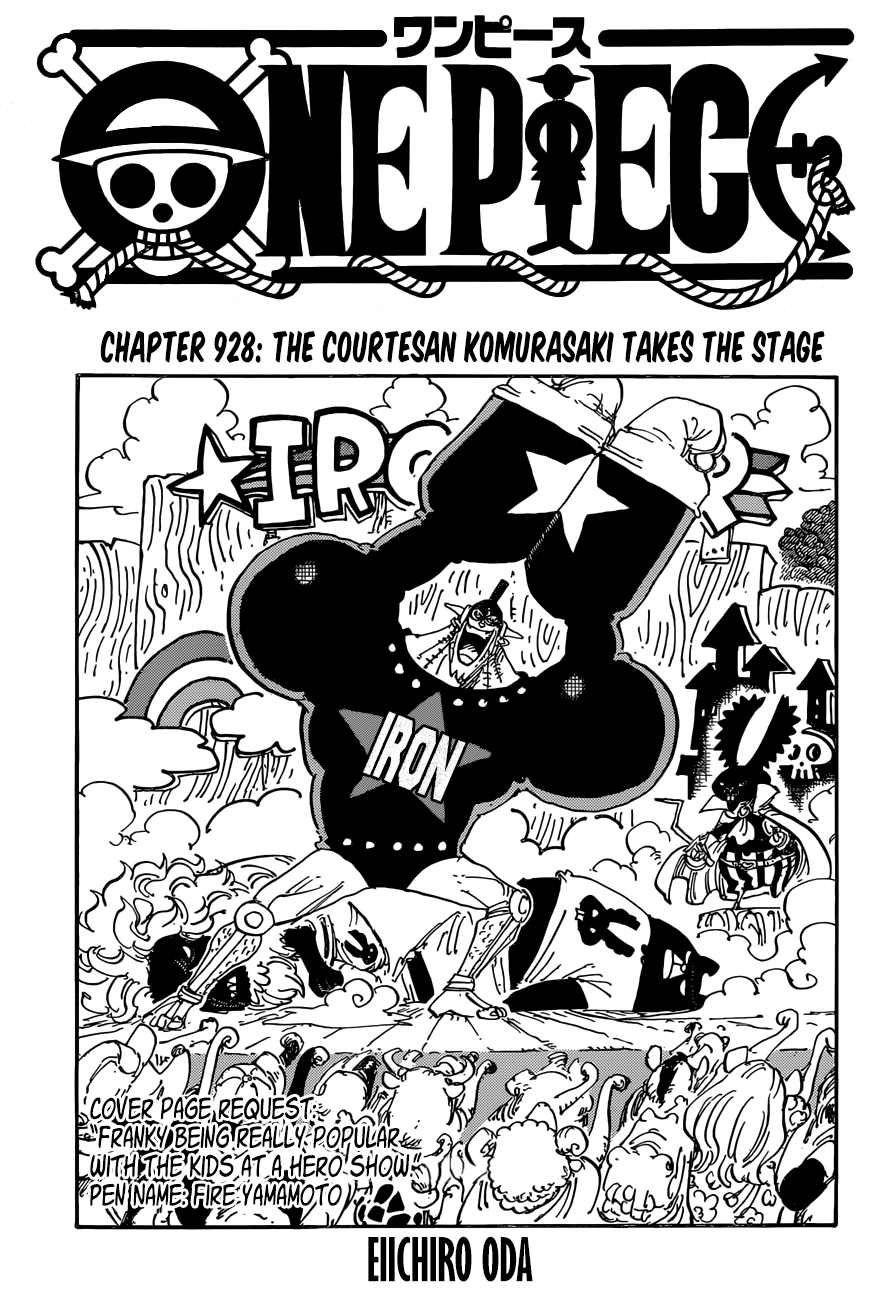 ワンピース
ONE PIECE
CHAPTER 928: THE COURTESAN KOMURASAKI TAKES THE STAGE
IRO R
IRON
COVER PAGE REQUEST:
"FRANKY BEING REALLY POPULAR
WITH THE KIDS AT A HERO SHOW."
PEN NAME: FIRE YAMAMOTO
EIICHIRO ODA